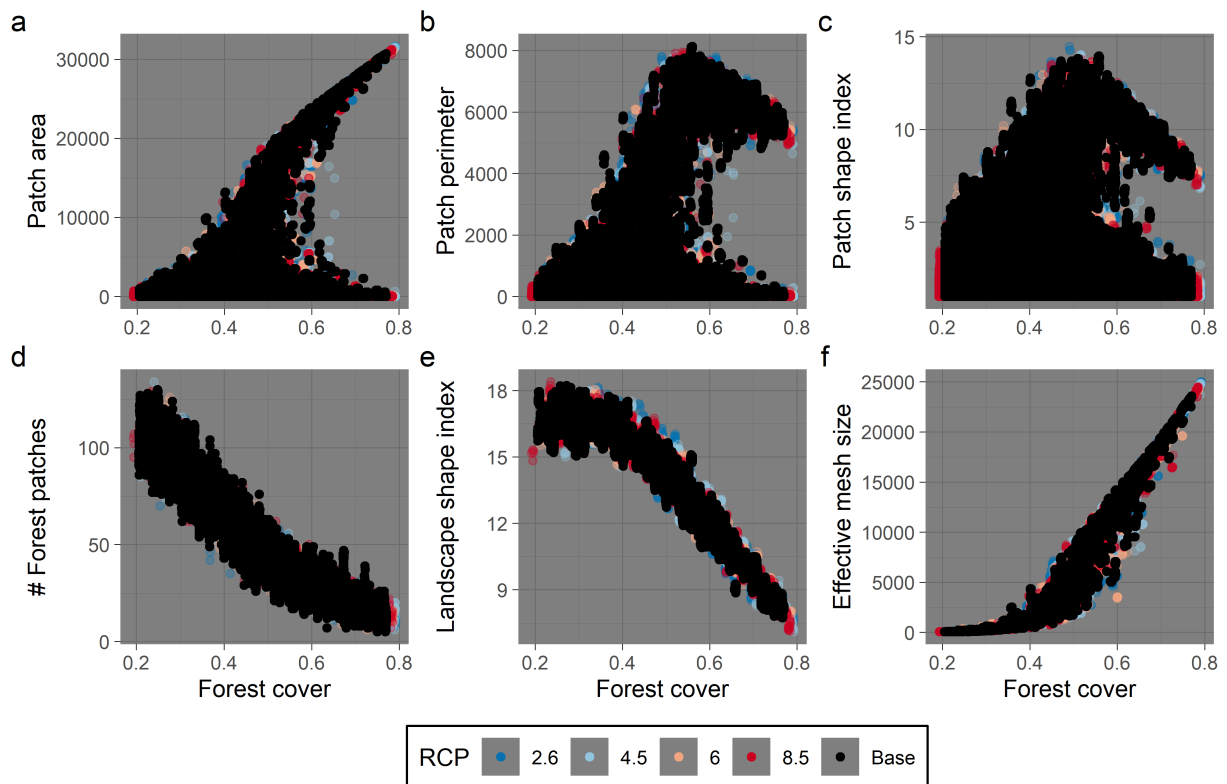 a
b
c
Patch area
30000
20000
10000
0
0.2 0.4 0.6 0.8
Patch perimeter
8000
6000
4000
2000
0
0.2 0.4 0.6 0.8
Patch shape index
15
10
5
0.2 0.4 0.6 0.8
d
e
f
# Forest patches
100
50
0
0.2 0.4 0.6 0.8
Forest cover
Landscape shape index
18
15
12
9
0.2 0.4 0.6 0.8
Forest cover
Effective mesh size
25000
20000
15000
10000
5000
0
0.2 0.4 0.6 0.8
Forest cover
RCP 2.6 4.5 6 8.5 Base